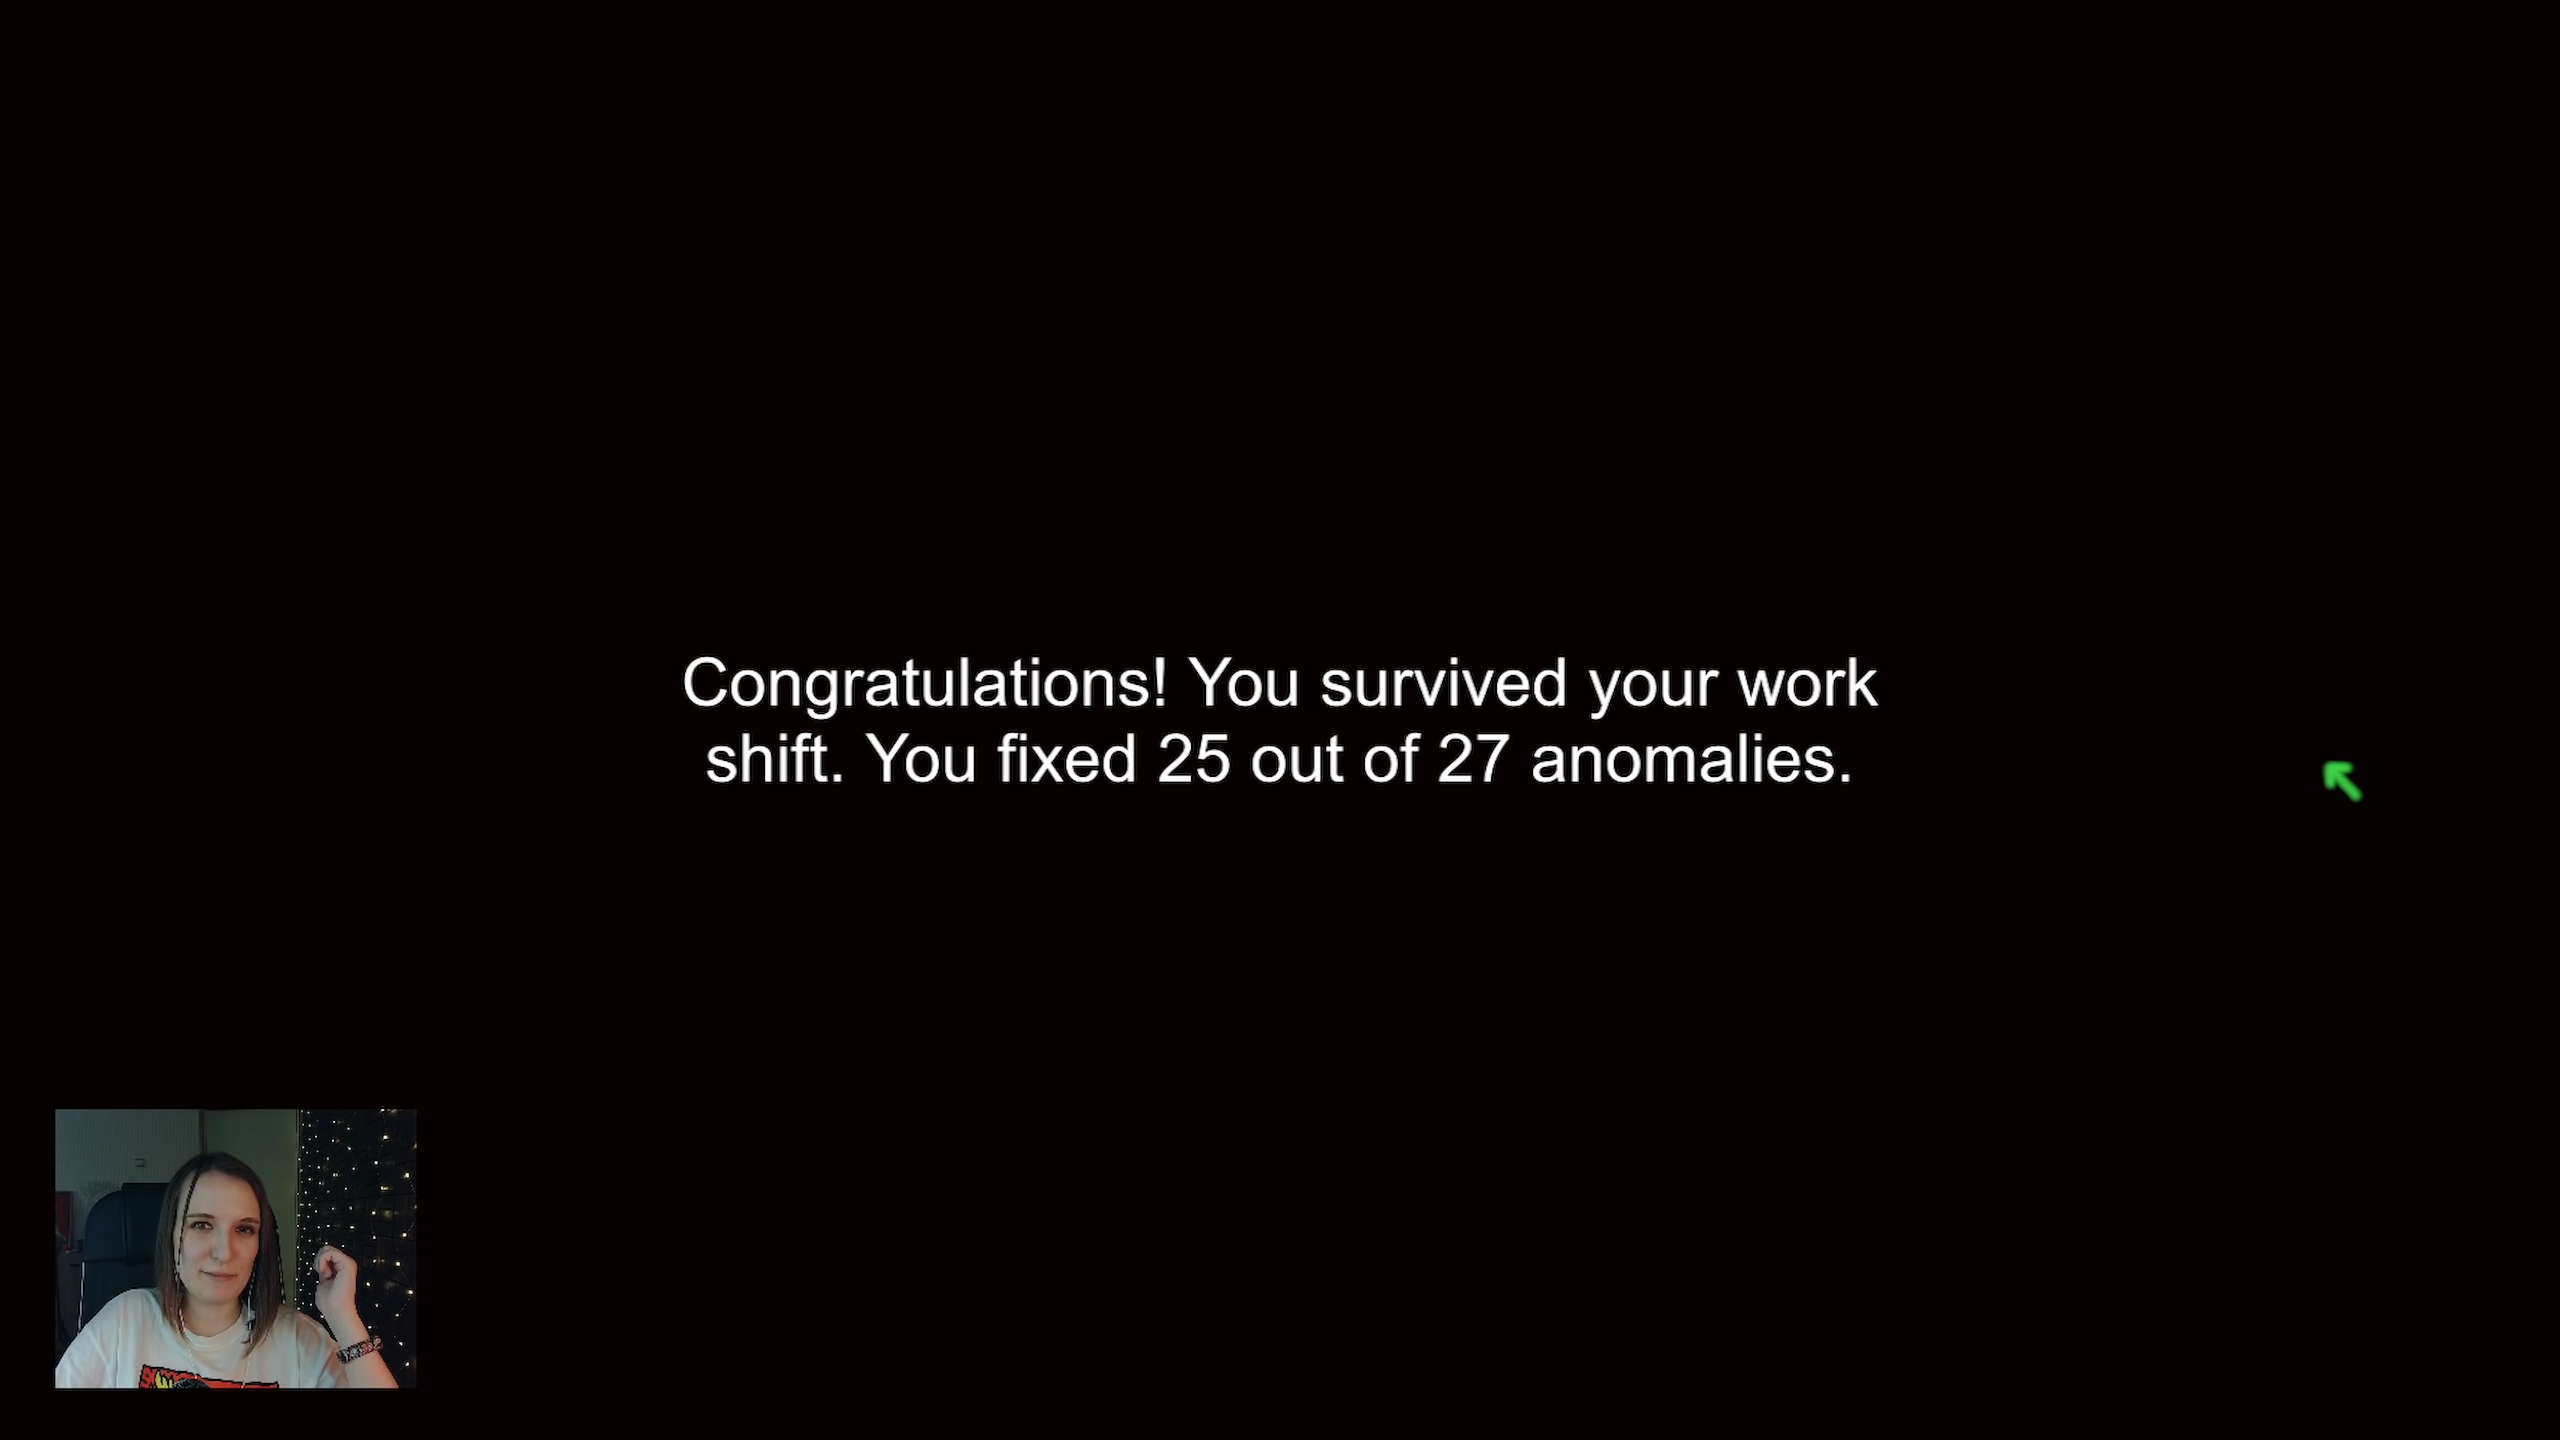 Congratulations! You survived your work
shift. You fixed 25 out of 27 anomalies.